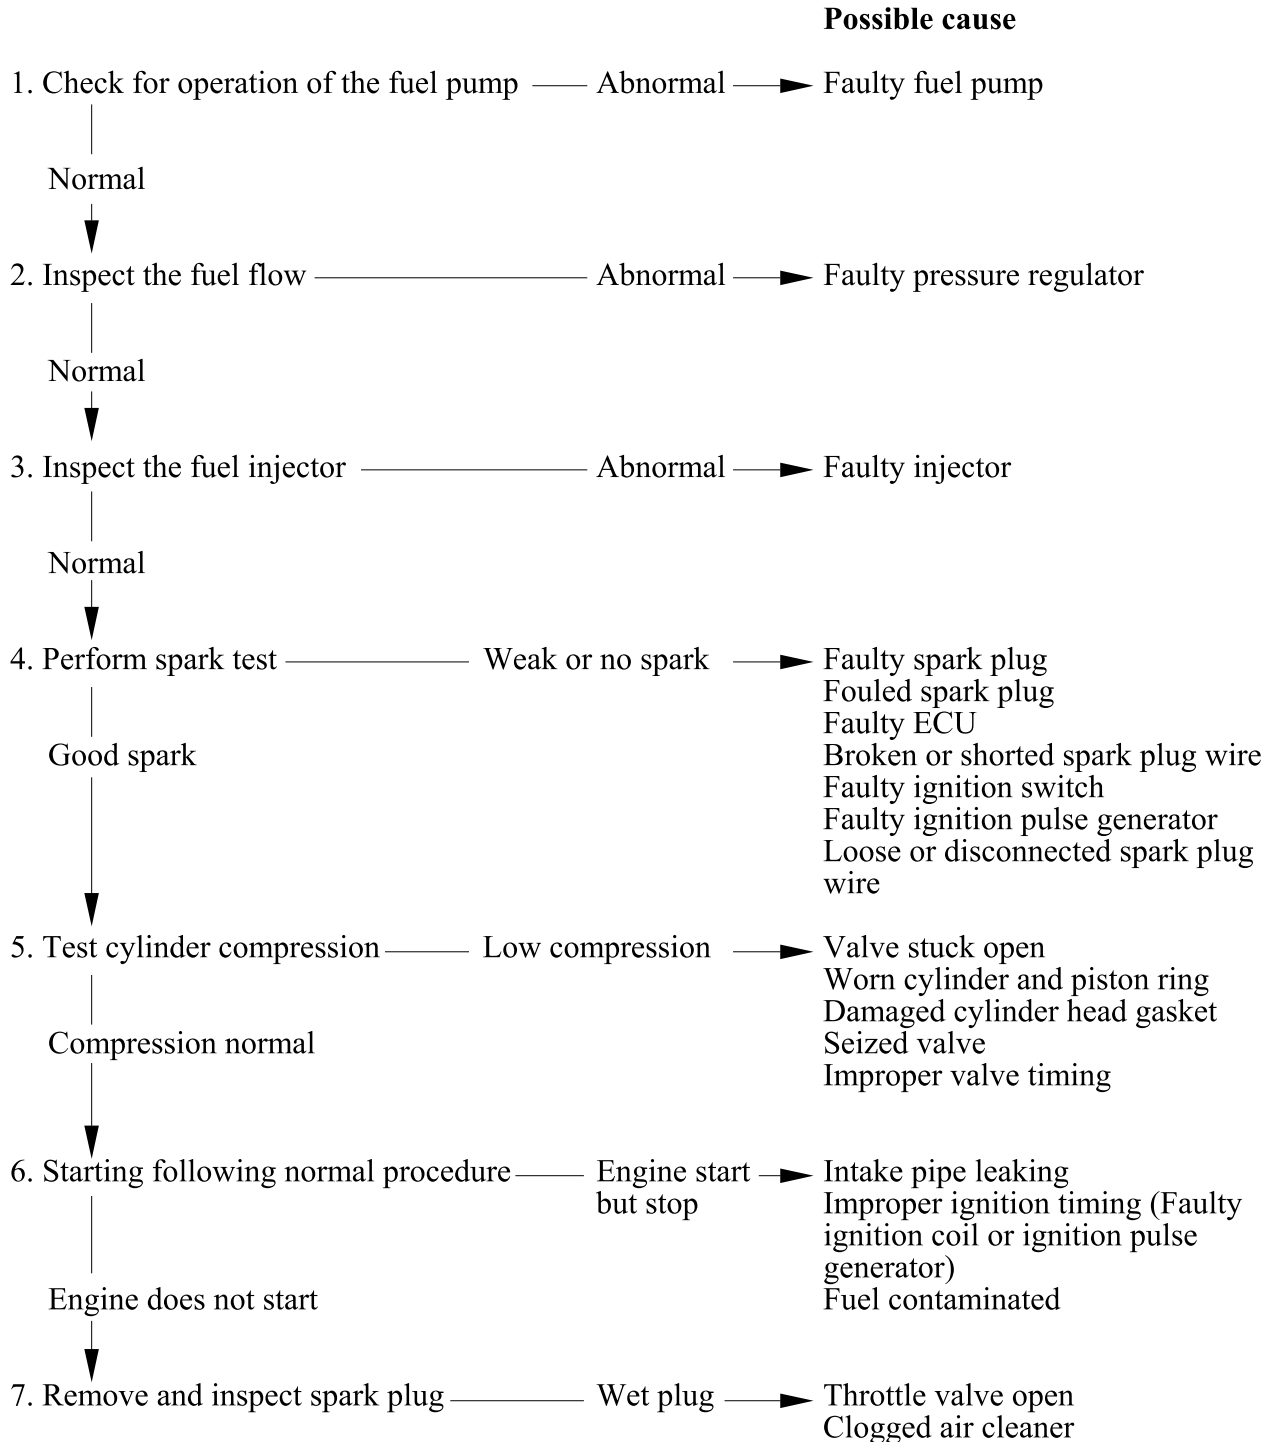 Possible cause
1. Check for operation of the fuel pump Abnormal Faulty fuel pump
Normal
2. Inspect the fuel flow Abnormal Faulty pressure regulator
Normal
3. Inspect the fuel injector Abnormal Faulty injector
Normal
4. Perform spark test Weak or no spark Faulty spark plug
Fouled spark plug
Faulty ECU
Good spark Broken or shorted spark plug wire
Faulty ignition switch
Faulty ignition pulse generator
Loose or disconnected spark plug
wire
5. Test cylinder compression Low compression Valve stuck open
Worn cylinder and piston ring
Damaged cylinder head gasket
Compression normal Seized valve
Improper valve timing
6. Starting following normal procedure Engine start Intake pipe leaking
but stop Improper ignition timing (Faulty
ignition coil or ignition pulse
generator)
Engine does not start Fuel contaminated
7. Remove and inspect spark plug Wet plug Throttle valve open
Clogged air cleaner